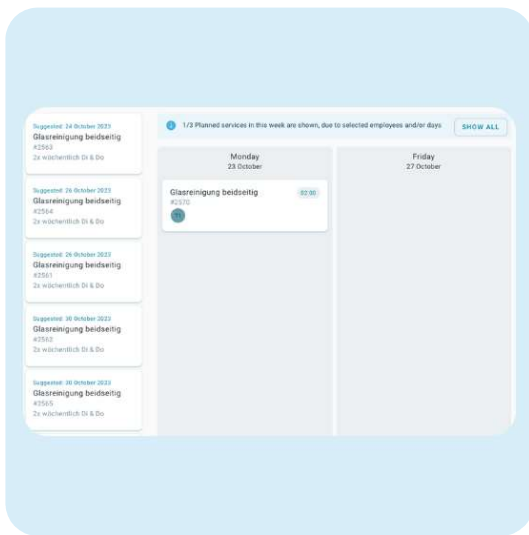 Suggested: 24 October 2023
Glasreinigung beidseitig
#2563
2x wöchentlich Di & Do
Suggested: 26 October 2023
Glasreinigung beidseitig
#2564
2x wöchentlich Di & Do
Suggested: 26 October 2023
Glasreinigung beidseitig
#2561
2x wöchentlich Di & Do
Suggested: 30 October 2023
Glasreinigung beidseitig
#2562
2x wöchentlich Di & Do
Suggested: 30 October 2023
Glasreinigung beidseitig
#2565
2x wöchentlich Di & Do
1/3 Planned services in this week are shown, due to selected employees and/or days
SHOW ALL
Monday
23 October
Glasreinigung beidseitig
02:00
#2570
Friday
27 October